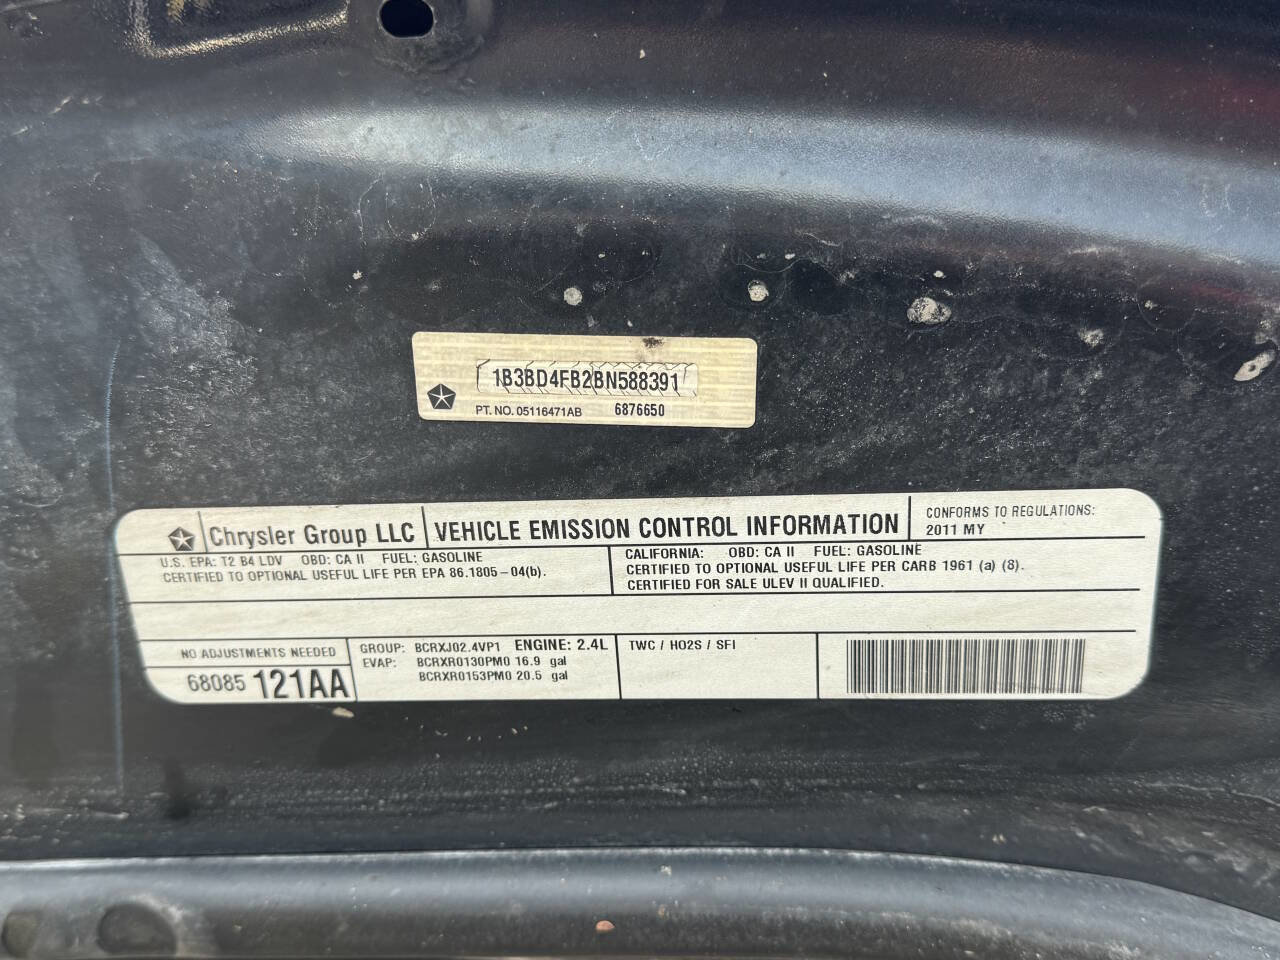 1B3BD4FB2BN588391
PT. NO. 05116471AB 6876650
Chrysler Group LLC VEHICLE EMISSION CONTROL INFORMATION
CONFORMS TO REGULATIONS:
2011 MY
U.S. EPA: T2 B4 LDV OBD: CA II FUEL: GASOLINE
CERTIFIED TO OPTIONAL USEFUL LIFE PER EPA 86.1805-04(b).
CALIFORNIA: OBD: CA II FUEL: GASOLINE
CERTIFIED TO OPTIONAL USEFUL LIFE PER CARB 1961 (a) (8).
CERTIFIED FOR SALE ULEV II QUALIFIED.
NO ADJUSTMENTS NEEDED
68085 121AA
GROUP: BCRXJ02.4VP1 ENGINE: 2.4L
EVAP: BCRXR0130PM0 16.9 gal
BCRXR0153PM0 20.5 gal
TWC / HO2S / SFI